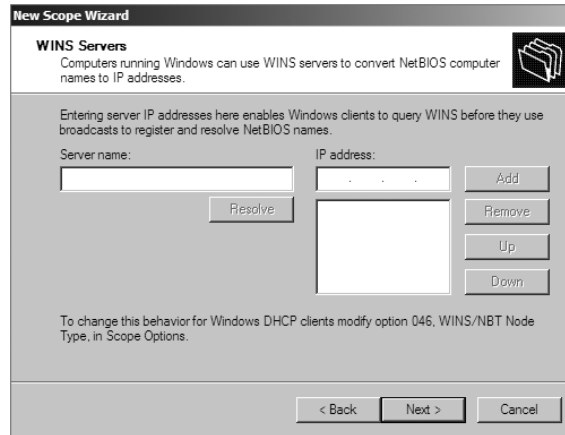 New Scope Wizard
WINS Servers
Computers running Windows can use WINS servers to convert NetBIOS computer
names to IP addresses.
Entering server IP addresses here enables Windows clients to query WINS before they use
broadcasts to register and resolve NetBIOS names.
Server name:
IP address:
. . .
Add
Resolve
Remove
Up
Down
To change this behavior for Windows DHCP clients modify option 046, WINS/NBT Node
Type, in Scope Options.
< Back
Next >
Cancel